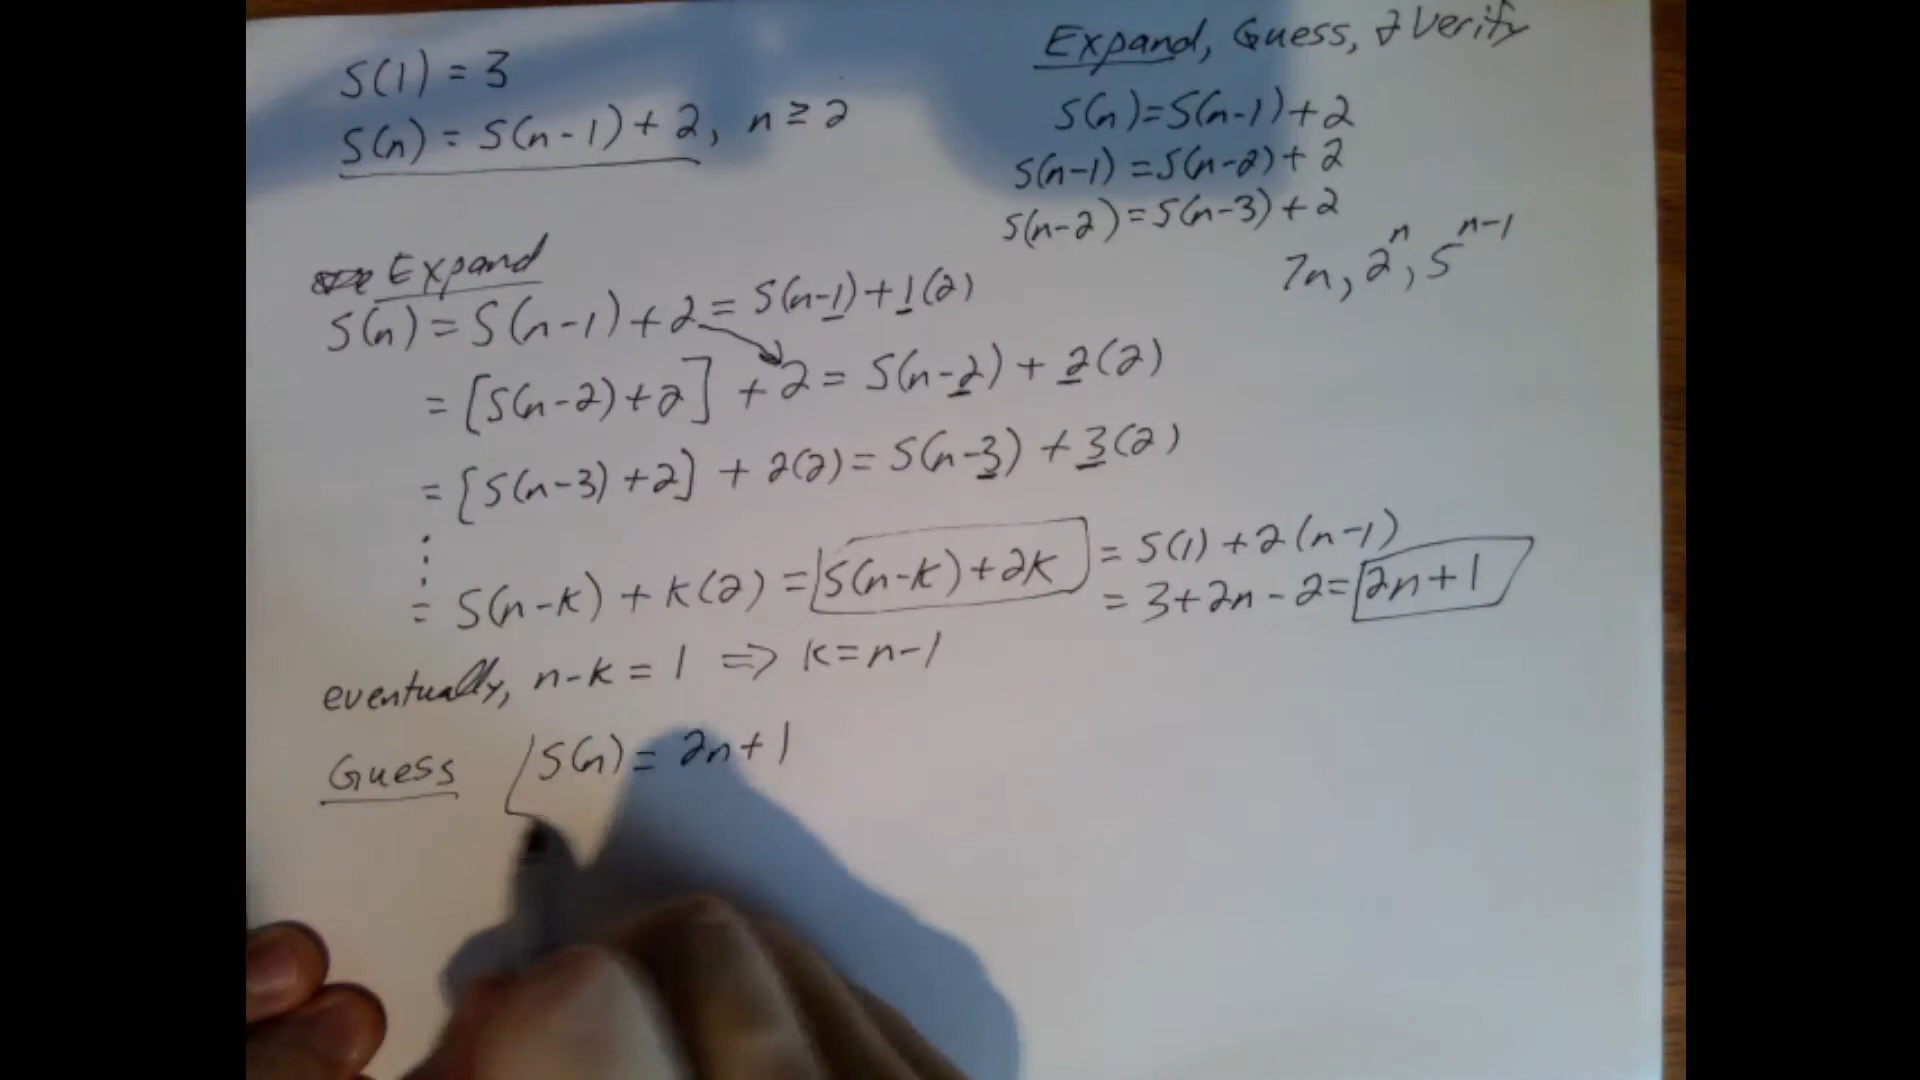 S(1) = 3
S(n) = S(n-1) + 2, n ≥ 2
Expand, Guess, & Verify
S(n) = S(n-1) + 2
S(n-1) = S(n-2) + 2
S(n-2) = S(n-3) + 2
7n, 2^n, 5^{n-1}
Expand
S(n) = S(n-1) + 2 = S(n-1) + 1(2)
= [S(n-2) + 2] + 2 = S(n-2) + 2(2)
= [S(n-3) + 2] + 2(2) = S(n-3) + 3(2)
⋮
= S(n-k) + k(2) = S(n-k) + 2k = S(1) + 2(n-1)
= 3 + 2n - 2 = 2n + 1
eventually, n-k = 1 ⇒ k = n-1
Guess S(n) = 2n + 1